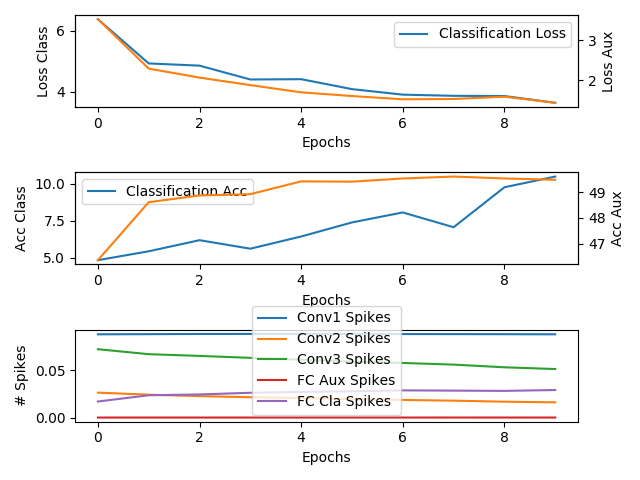 Loss Class
6
4
Classification Loss
3
2
Loss Aux
0 2 4 6 8
Epochs
Acc Class
10.0
7.5
5.0
Classification Acc
49
48
47
Acc Aux
0 2 4 6 8
Epochs
# Spikes
0.05
0.00
Conv1 Spikes
Conv2 Spikes
Conv3 Spikes
FC Aux Spikes
FC Cla Spikes
0 2 4 6 8
Epochs